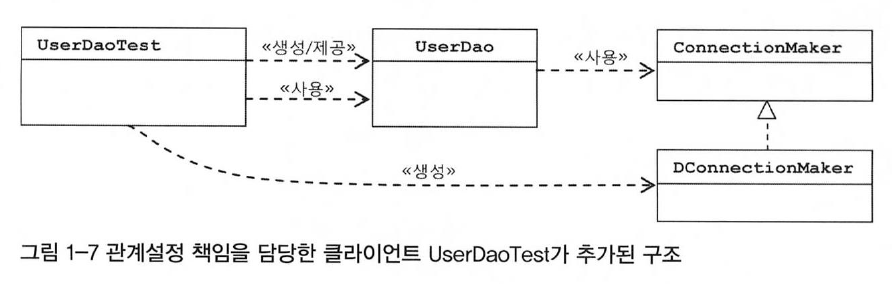 UserDaoTest
«생성/제공»
UserDao
«사용»
ConnectionMaker
«사용»
DConnectionMaker
«생성»
그림 1-7 관계설정 책임을 담당한 클라이언트 UserDaoTest가 추가된 구조